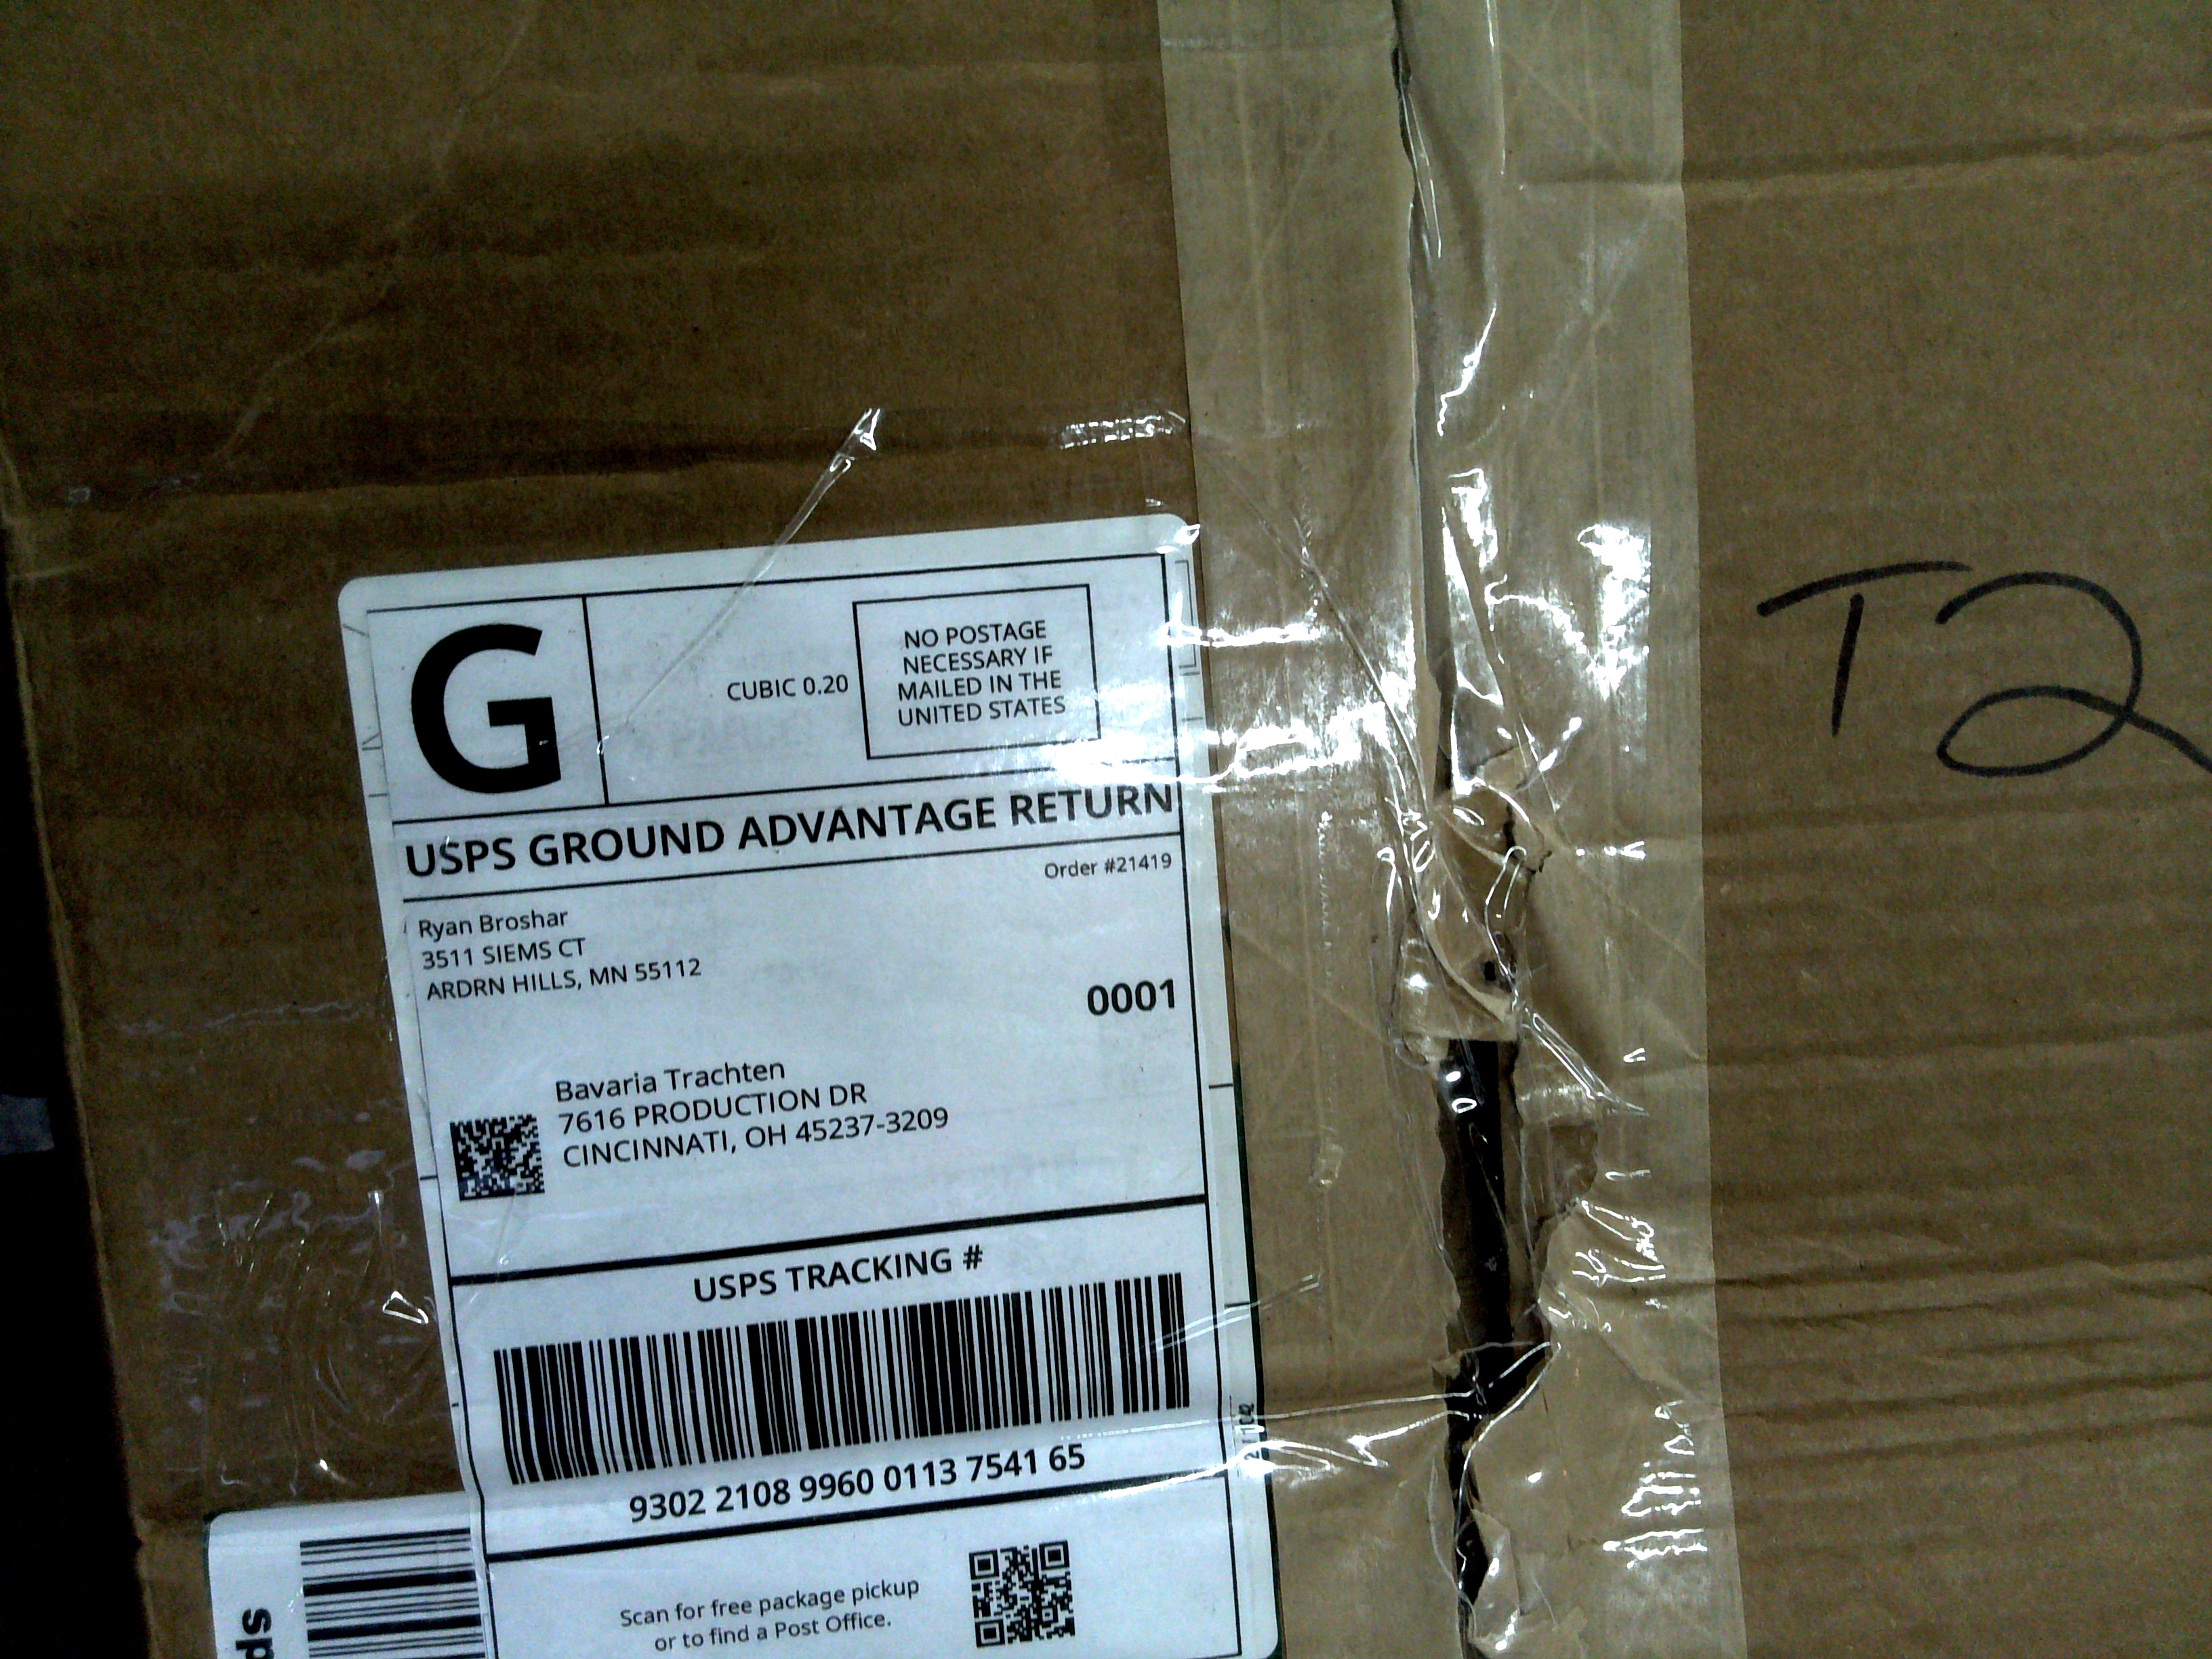 G
CUBIC 0.20
NO POSTAGE
NECESSARY IF
MAILED IN THE
UNITED STATES
USPS GROUND ADVANTAGE RETURN
Order #21419
Ryan Broshar
3511 SIEMS CT
ARDRN HILLS, MN 55112
0001
Bavaria Trachten
7616 PRODUCTION DR
CINCINNATI, OH 45237-3209
USPS TRACKING #
9302 2108 9960 0113 7541 65
Scan for free package pickup
or to find a Post Office.
ds
T2